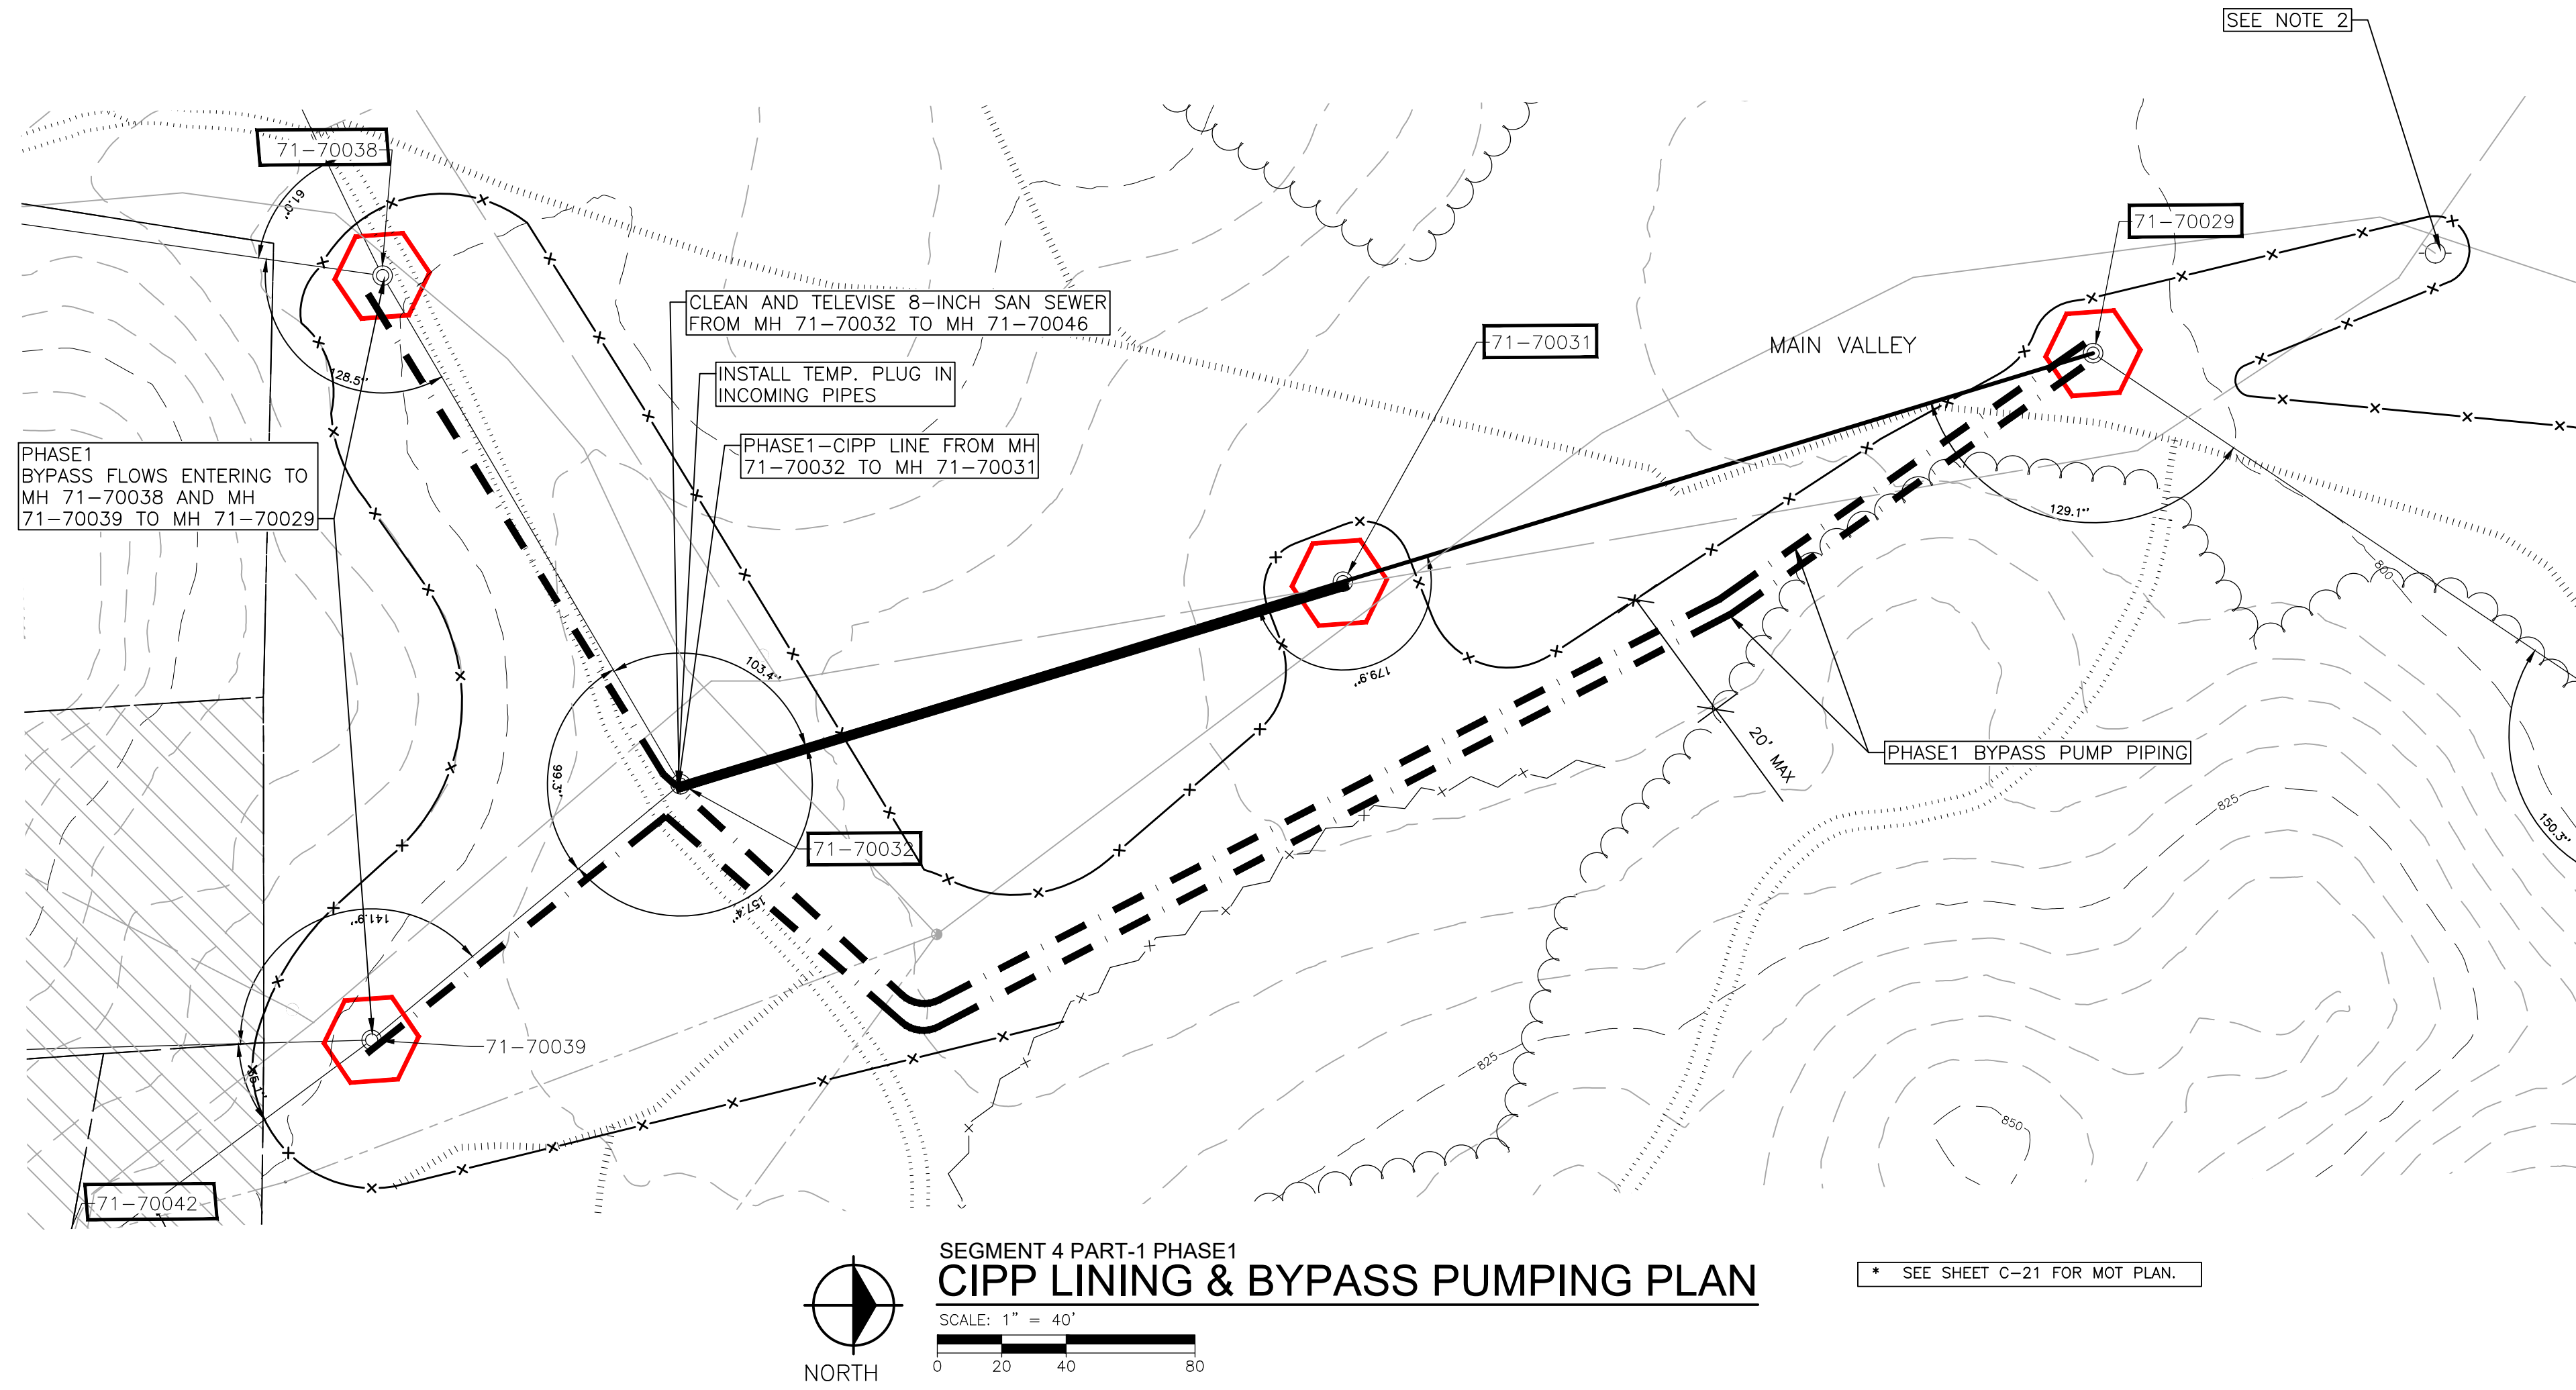 SEE NOTE 2
71-70038
61.0°
71-70029
CLEAN AND TELEVISE 8-INCH SAN SEWER
FROM MH 71-70032 TO MH 71-70046
71-70031
MAIN VALLEY
INSTALL TEMP. PLUG IN
INCOMING PIPES
128.5°
PHASE1-CIPP LINE FROM MH
71-70032 TO MH 71-70031
PHASE1
BYPASS FLOWS ENTERING TO
MH 71-70038 AND MH
71-70039 TO MH 71-70029
129.1°
800
103.4°
179.9°
99.3°
20' MAX
PHASE1 BYPASS PUMP PIPING
825
150.3°
71-70032
157.4°
141.9°
71-70039
825
850
71-70042
SEGMENT 4 PART-1 PHASE1
CIPP LINING & BYPASS PUMPING PLAN
* SEE SHEET C-21 FOR MOT PLAN.
SCALE: 1" = 40'
0 20 40 80
NORTH